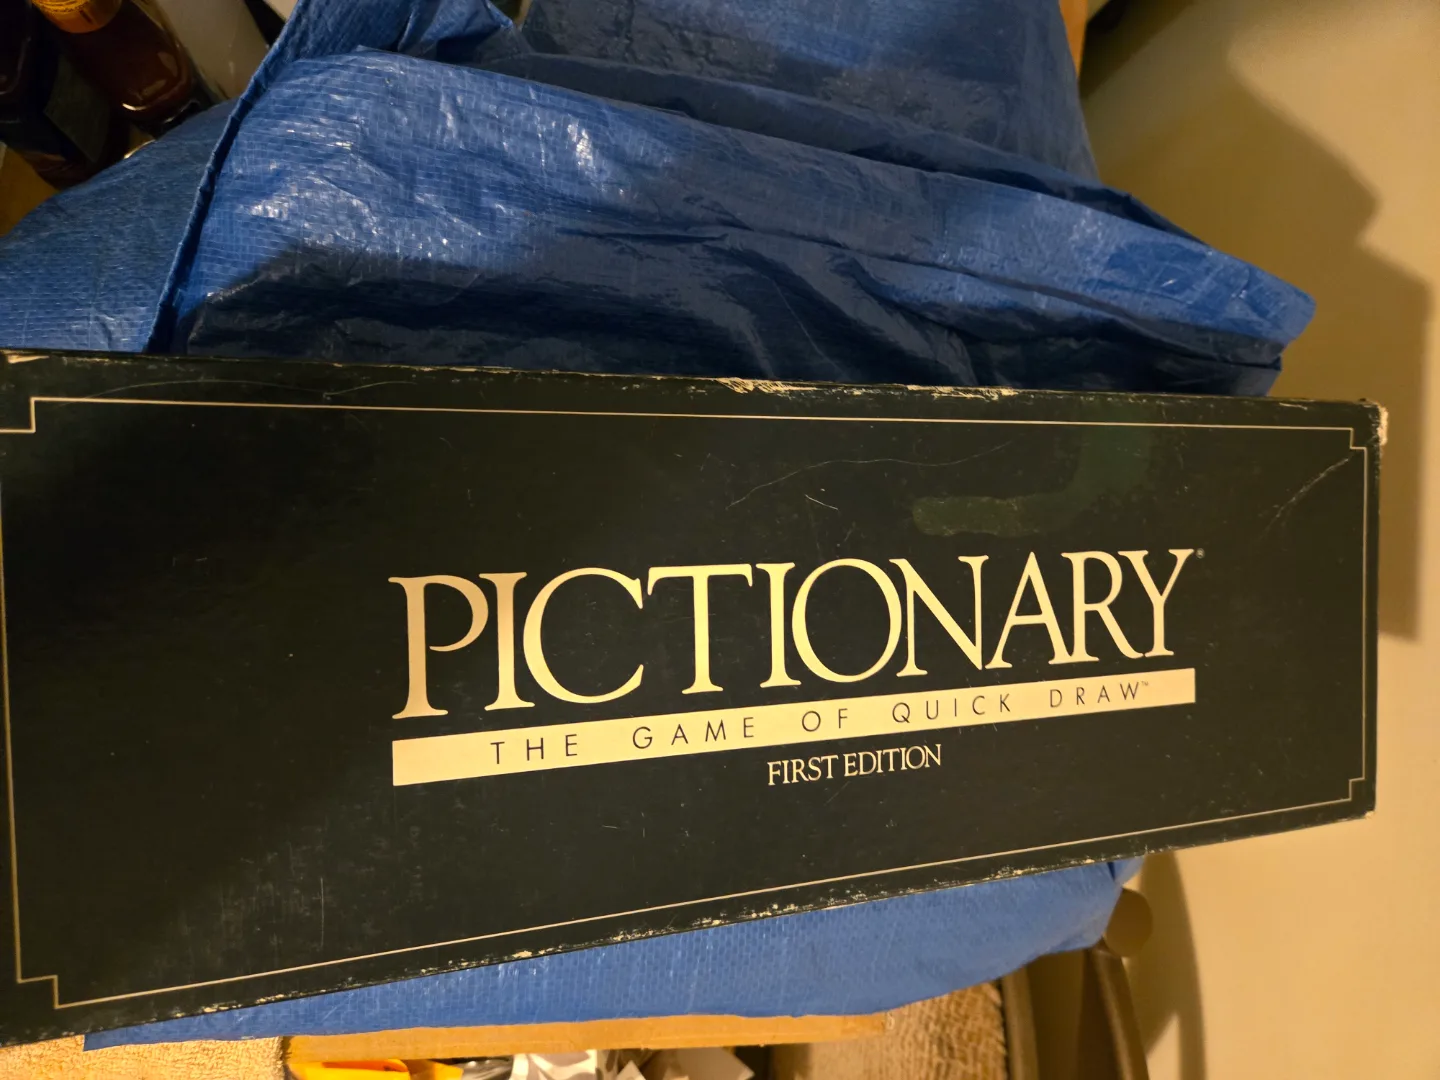 PICTIONARY®
THE GAME OF QUICK DRAW™
FIRST EDITION